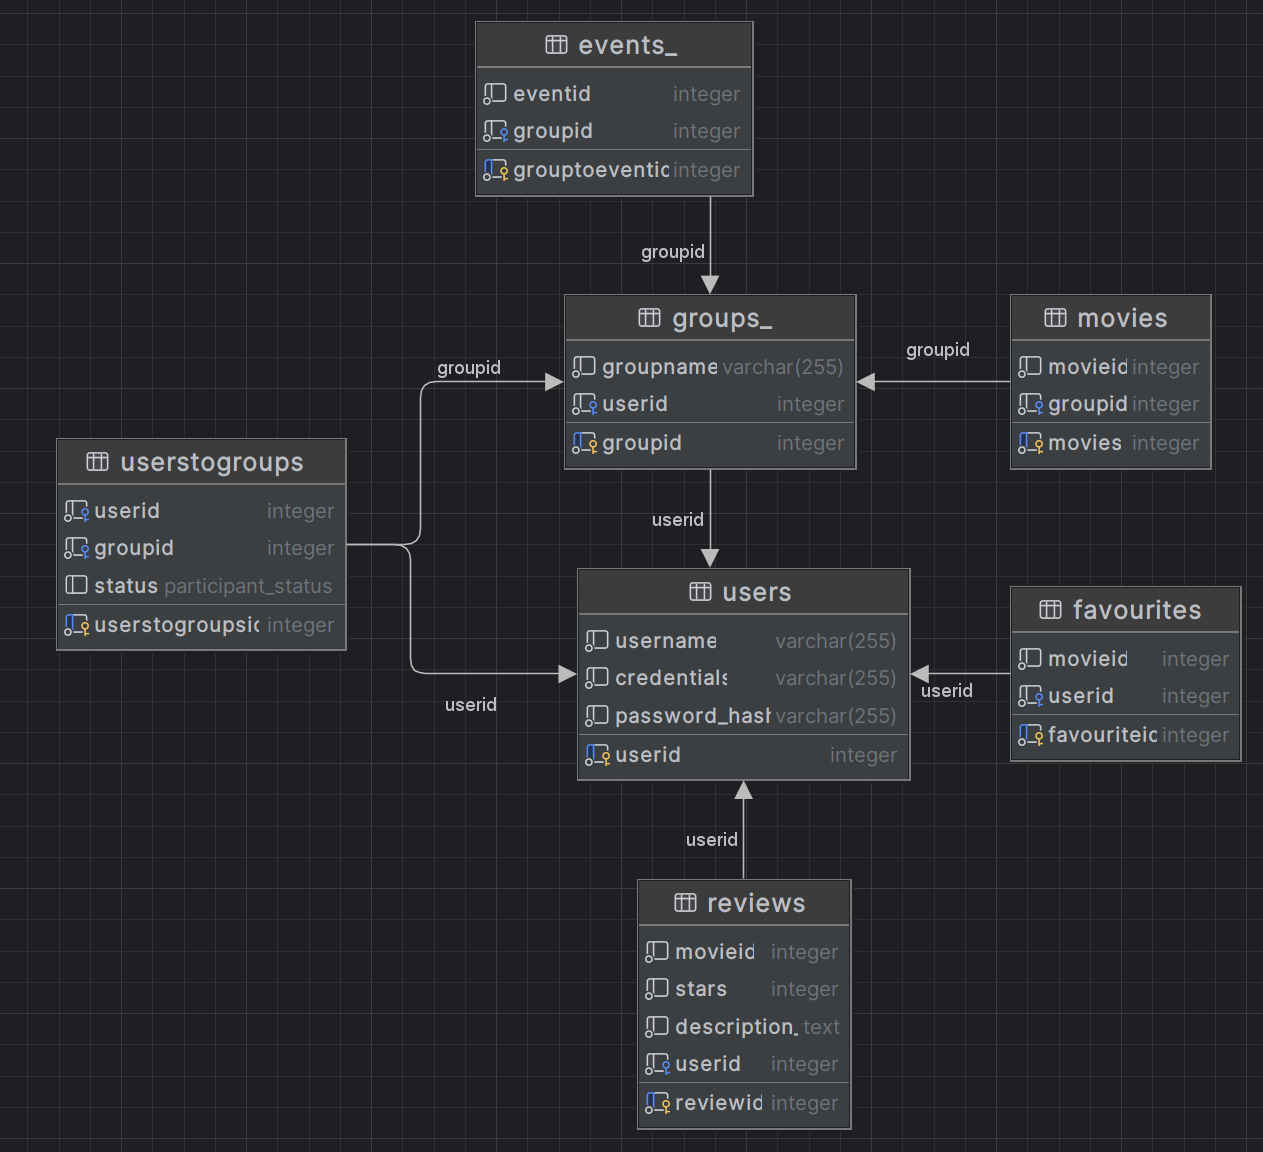 events_
eventid integer
groupid integer
grouptoeventic integer
groupid
groups_
groupname varchar(255)
userid integer
groupid integer
groupid
movies
movieid integer
groupid integer
movies integer
groupid
userstogroups
userid integer
groupid integer
status participant_status
userstogroupsic integer
userid
users
username varchar(255)
credentials varchar(255)
password_hash varchar(255)
userid integer
userid
favourites
movieid integer
userid integer
favouriteic integer
userid
userid
reviews
movieid integer
stars integer
description_ text
userid integer
reviewid integer